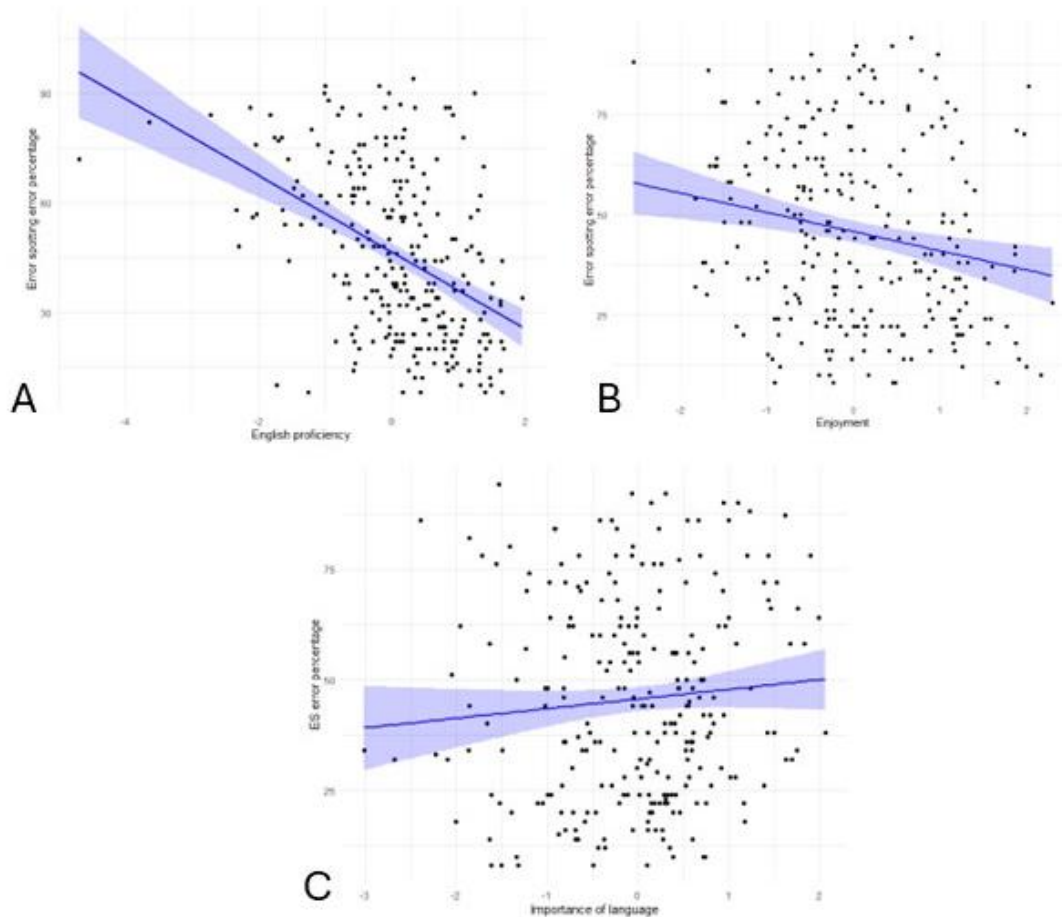 90
60
30
Error spotting error percentage
A
-4
-2
0
2
English proficiency
75
50
25
Error spotting error percentage
B
-2
-1
0
1
2
Enjoyment
75
50
25
ES error percentage
C
-3
-2
-1
0
1
2
Importance of language